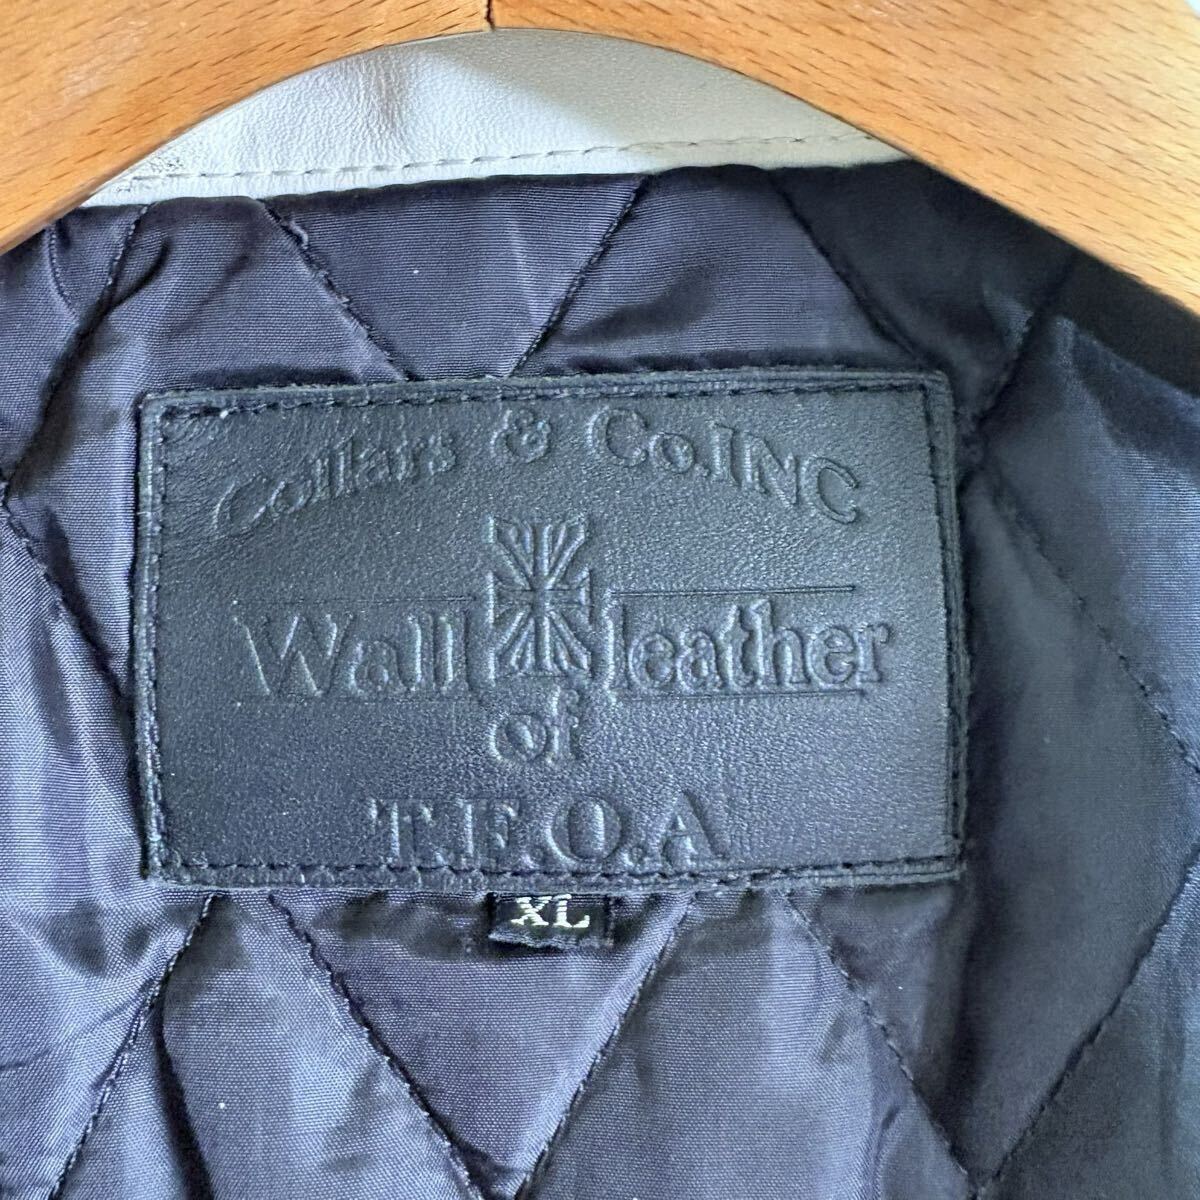 Collars & Co.INC
Wall leather
of
T.F.O.A
XL